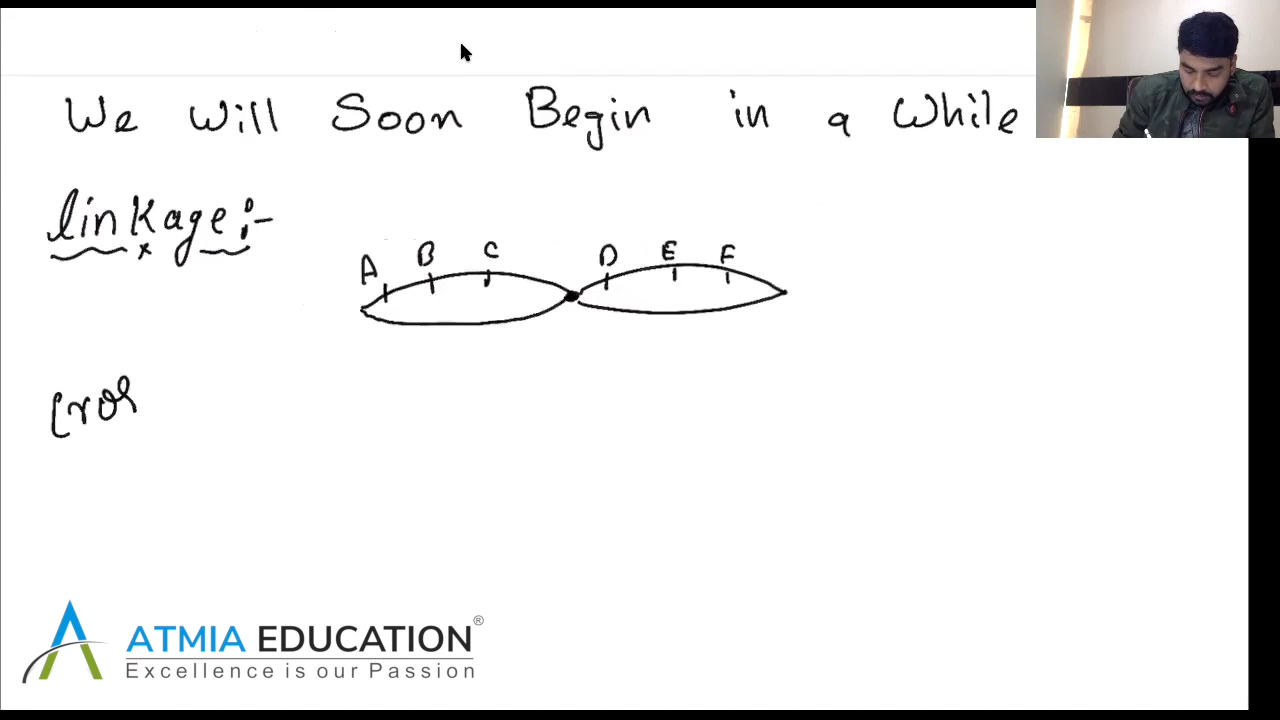 We Will Soon Begin in a While
linkage:-
A B C D E F
Cros
ATMIA EDUCATION®
Excellence is our Passion